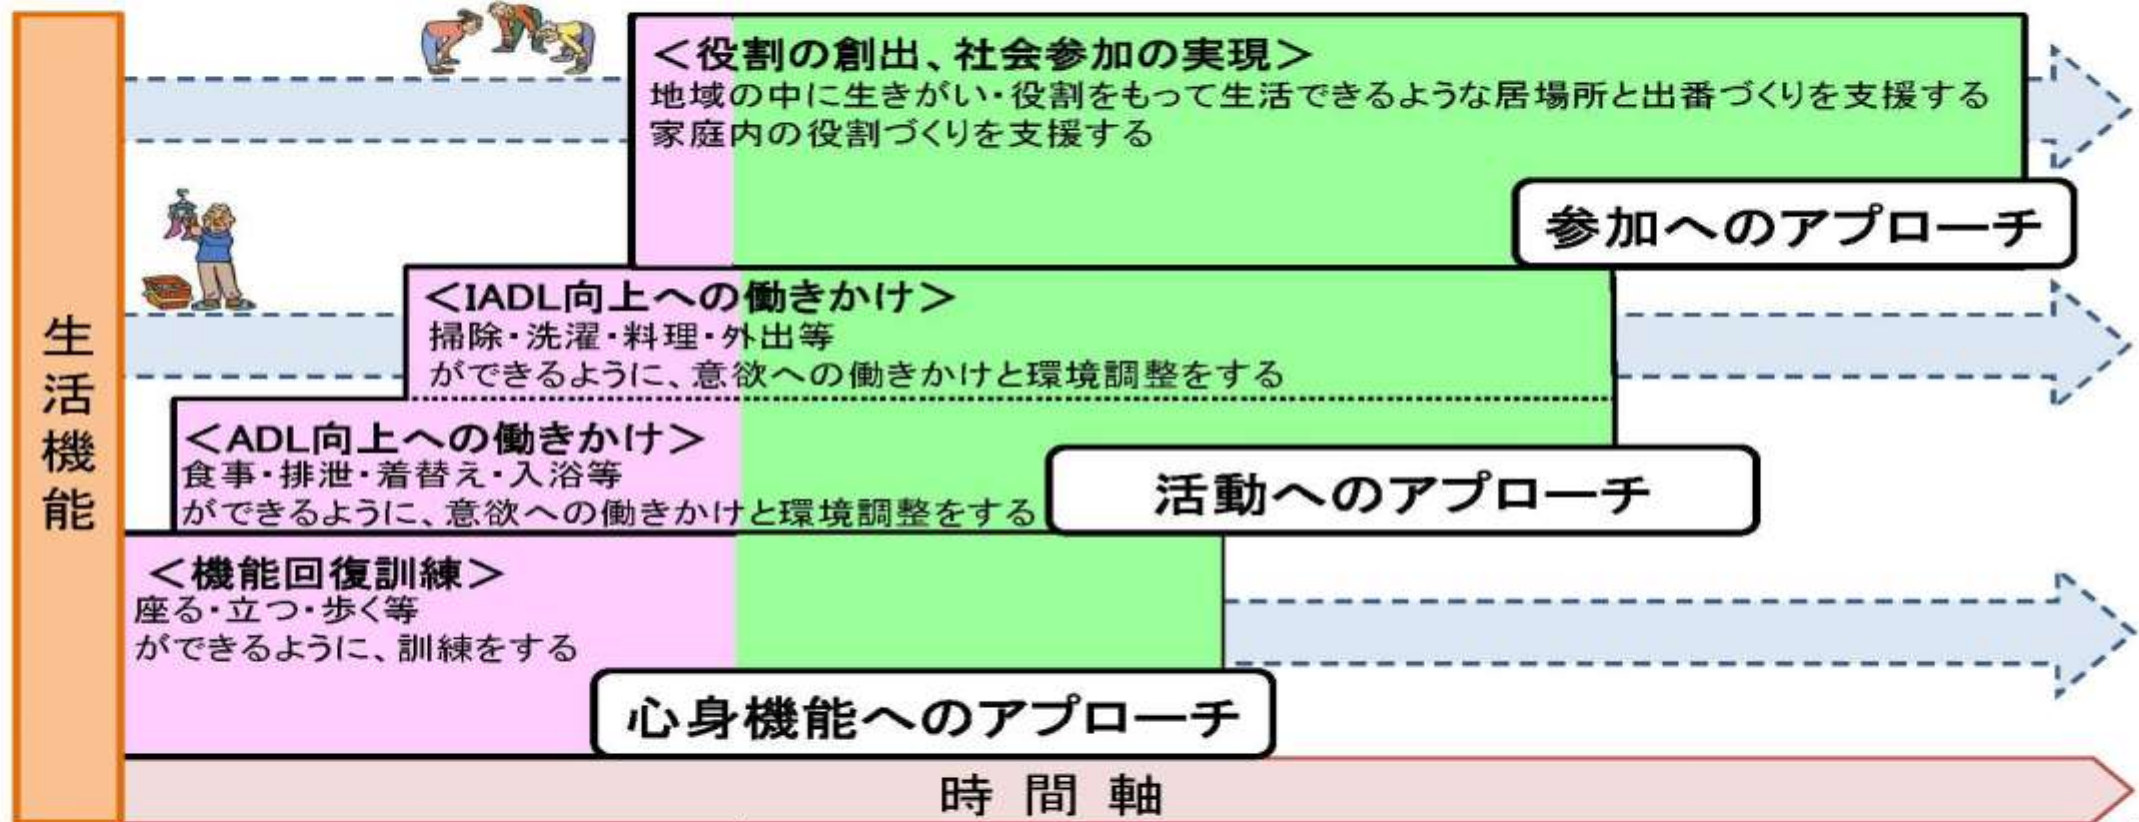 生活機能
＜役割の創出、社会参加の実現＞
地域の中に生きがい・役割をもって生活できるような居場所と出番づくりを支援する
家庭内の役割づくりを支援する
参加へのアプローチ
＜IADL向上への働きかけ＞
掃除・洗濯・料理・外出等
ができるように、意欲への働きかけと環境調整をする
＜ADL向上への働きかけ＞
食事・排泄・着替え・入浴等
ができるように、意欲への働きかけと環境調整をする
活動へのアプローチ
＜機能回復訓練＞
座る・立つ・歩く等
ができるように、訓練をする
心身機能へのアプローチ
時間軸